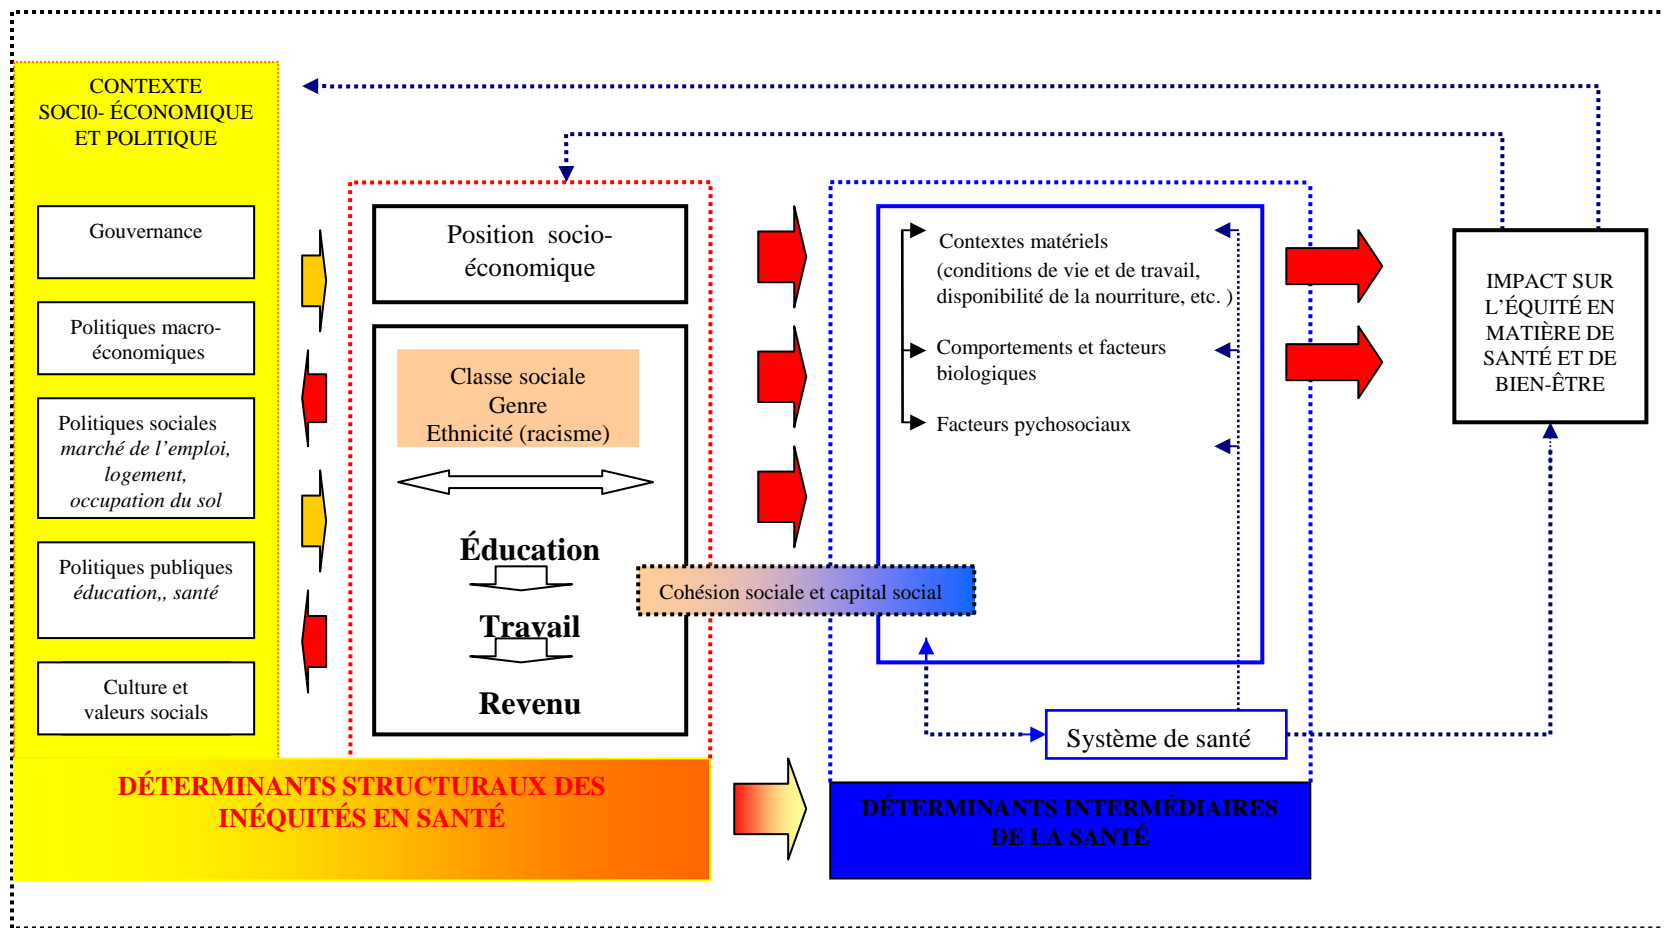 CONTEXTE
SOCI0- ÉCONOMIQUE
ET POLITIQUE
Gouvernance
Politiques macro-
économiques
Politiques sociales
marché de l’emploi,
logement,
occupation du sol
Politiques publiques
éducation,, santé
Culture et
valeurs socials
Position socio-
économique
Classe sociale
Genre
Ethnicité (racisme)
Éducation
Travail
Revenu
Cohésion sociale et capital social
Contextes matériels
(conditions de vie et de travail,
disponibilité de la nourriture, etc. )
Comportements et facteurs
biologiques
Facteurs pychosociaux
Système de santé
IMPACT SUR
L’ÉQUITÉ EN
MATIÈRE DE
SANTÉ ET DE
BIEN-ÊTRE
DÉTERMINANTS STRUCTURAUX DES
INÉQUITÉS EN SANTÉ
DÉTERMINANTS INTERMÉDIAIRES
DE LA SANTÉ